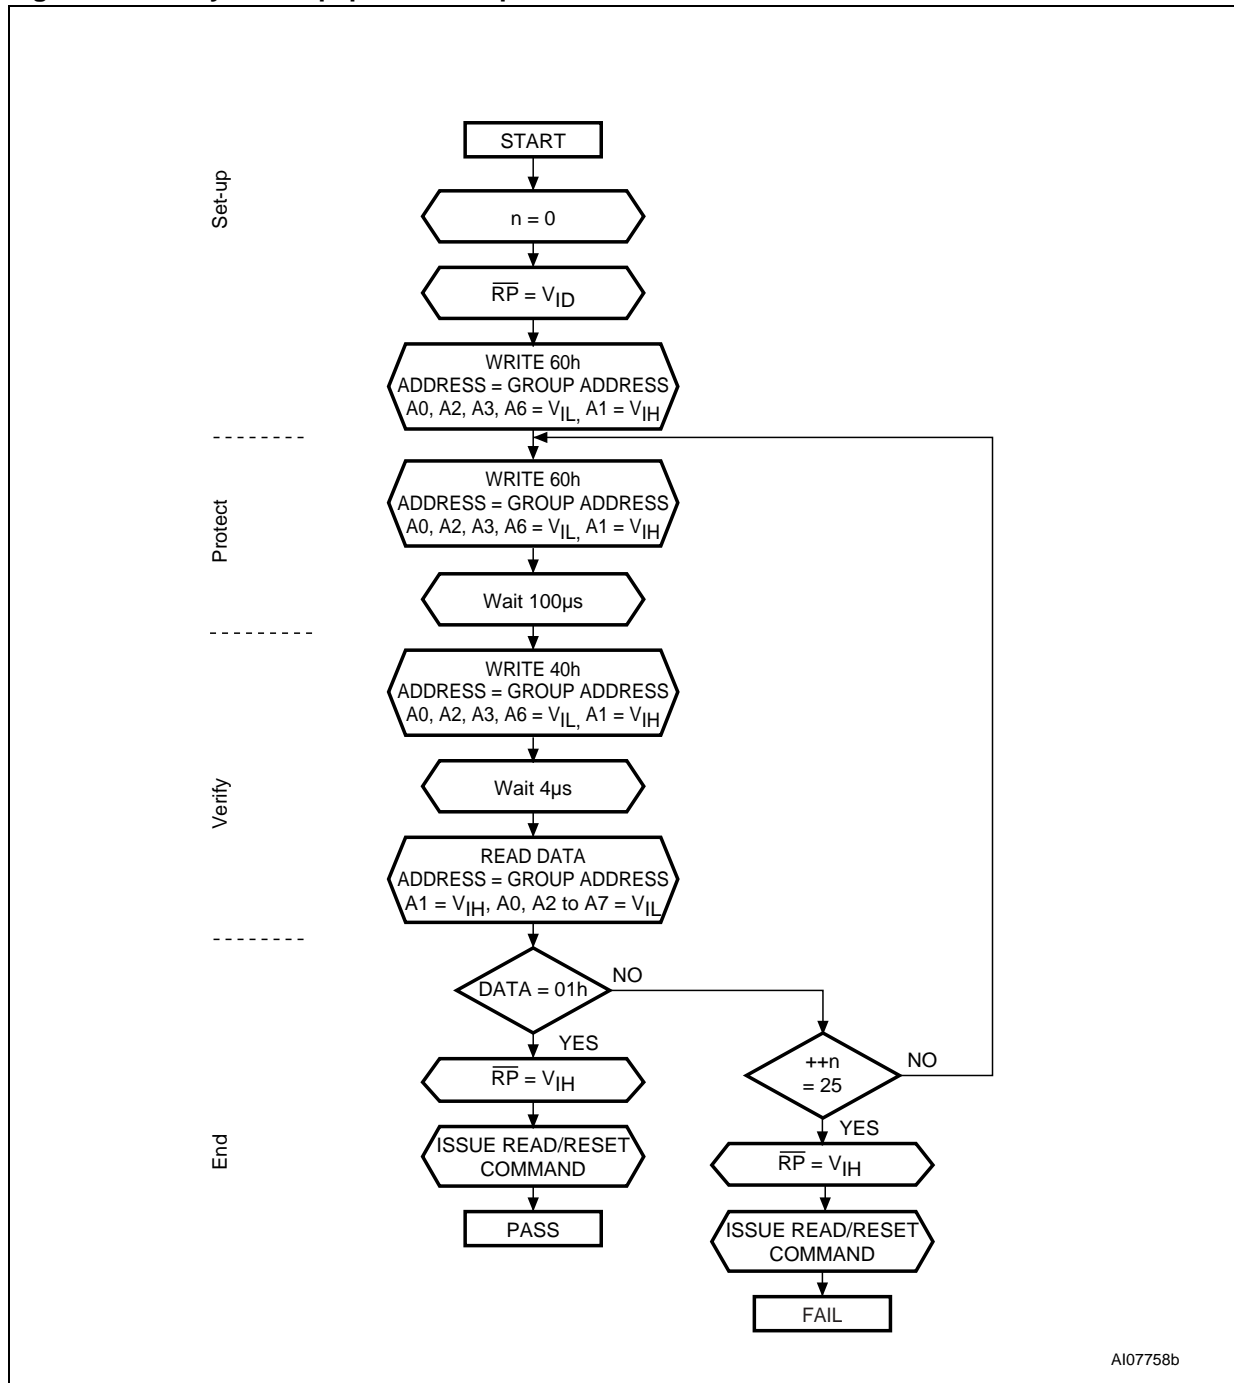 START
Set-up
n = 0
R̅P̅ = VID
WRITE 60h
ADDRESS = GROUP ADDRESS
A0, A2, A3, A6 = VIL, A1 = VIH
Protect
WRITE 60h
ADDRESS = GROUP ADDRESS
A0, A2, A3, A6 = VIL, A1 = VIH
Wait 100µs
Verify
WRITE 40h
ADDRESS = GROUP ADDRESS
A0, A2, A3, A6 = VIL, A1 = VIH
Wait 4µs
READ DATA
ADDRESS = GROUP ADDRESS
A1 = VIH, A0, A2 to A7 = VIL
End
DATA = 01h
NO
YES
++n
= 25
NO
YES
R̅P̅ = VIH
ISSUE READ/RESET
COMMAND
PASS
R̅P̅ = VIH
ISSUE READ/RESET
COMMAND
FAIL
AI07758b